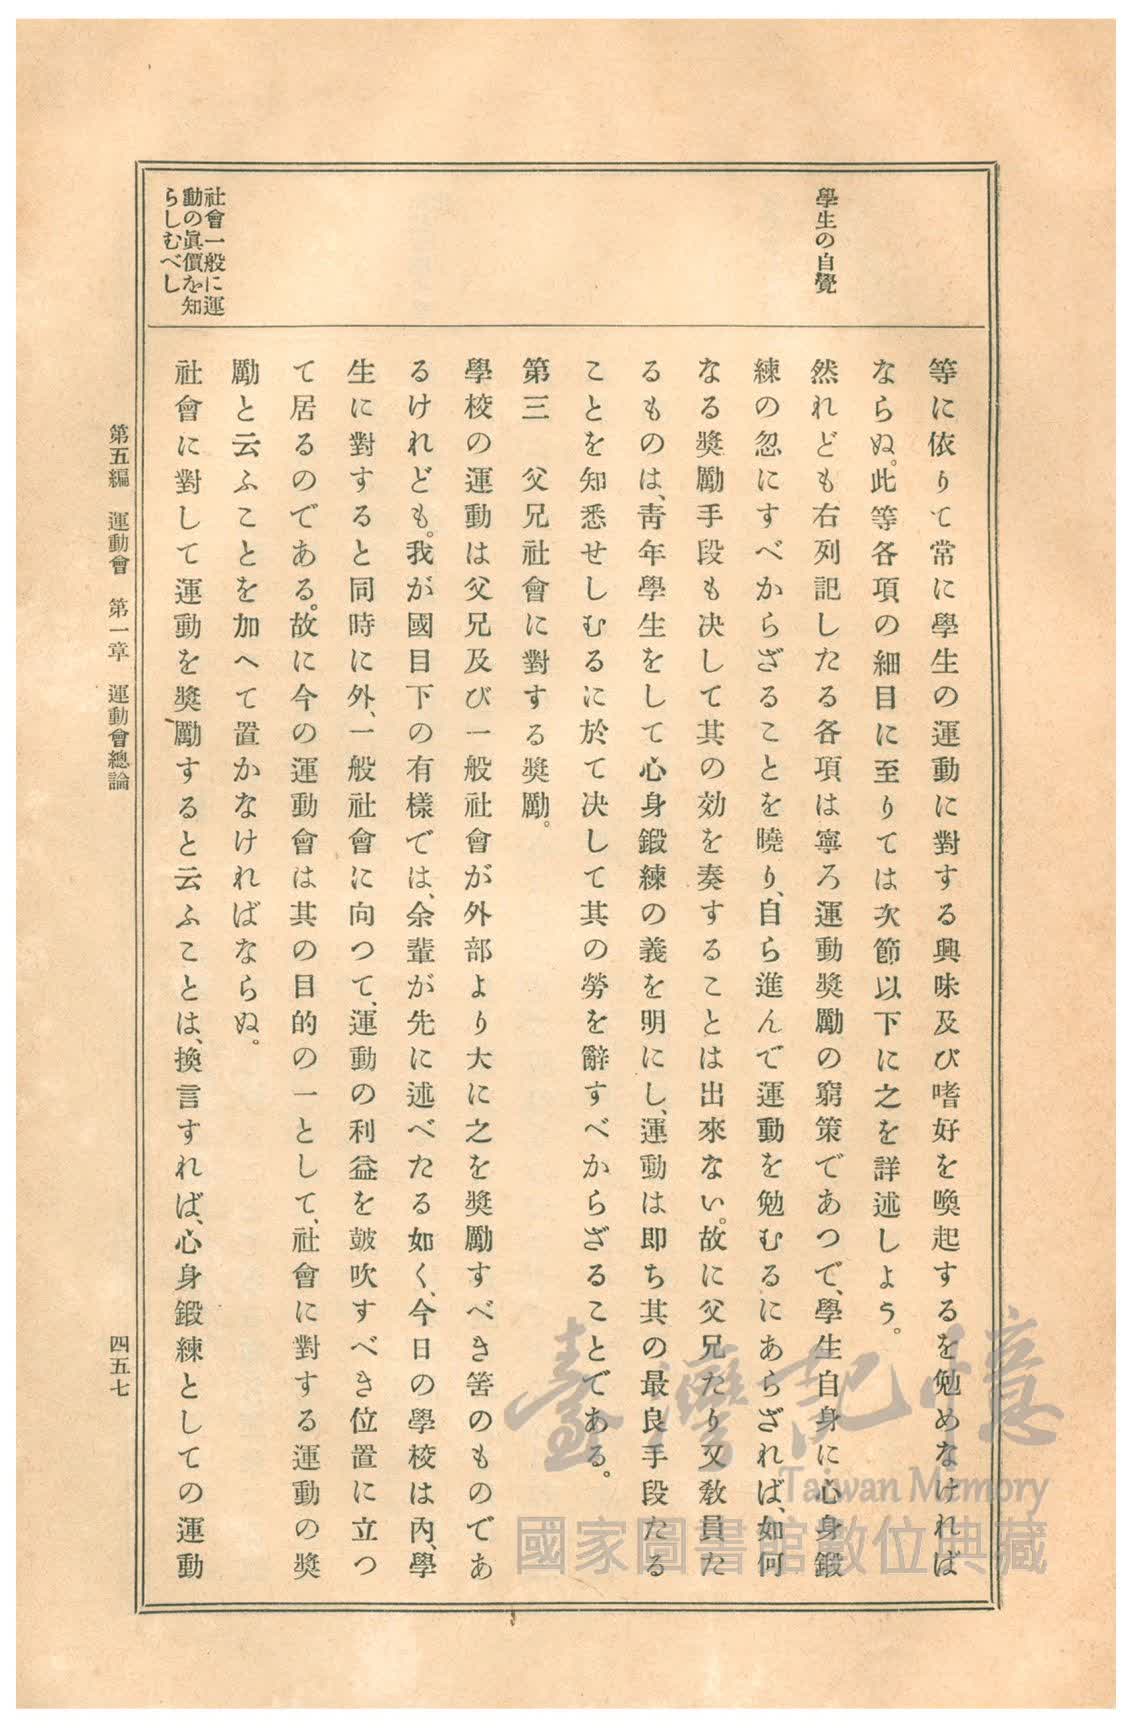 學生の自覺
社會一般に運
動の眞價を知
らしむべし
等に依りて常に學生の運動に對する興味及び嗜好を喚起するを勉めなければ
ならぬ。此等各項の細目に至りては次節以下に之を詳述しよう。
然れども右列記したる各項は寧ろ運動獎勵の窮策であつて、學生自身に心身鍛
練の忽にすべからざることを曉り、自ら進んで運動を勉むるにあらざれば、如何
なる獎勵手段も決して其の効を奏することは出來ない。故に父兄たり又敎員た
るものは、靑年學生をして心身鍛練の義を明にし、運動は即ち其の最良手段たる
ことを知悉せしむるに於て決して其の勞を辭すべからざることである。
第三　父兄社會に對する獎勵。
學校の運動は父兄及び一般社會が外部より大に之を獎勵すべき筈のものであ
るけれども。我が國目下の有樣では、余輩が先に述べたる如く、今日の學校は內、學
生に對すると同時に外、一般社會に向つて、運動の利益を皷吹すべき位置に立つ
て居るのである。故に今の運動會は其の目的の一として、社會に對する運動の獎
勵と云ふことを加へて置かなければならぬ。
社會に對して運動を獎勵すると云ふことは、換言すれば、心身鍛練としての運動
第五編　運動會　第一章　運動會總論
四五七
臺灣記憶
Taiwan Memory
國家圖書館數位典藏